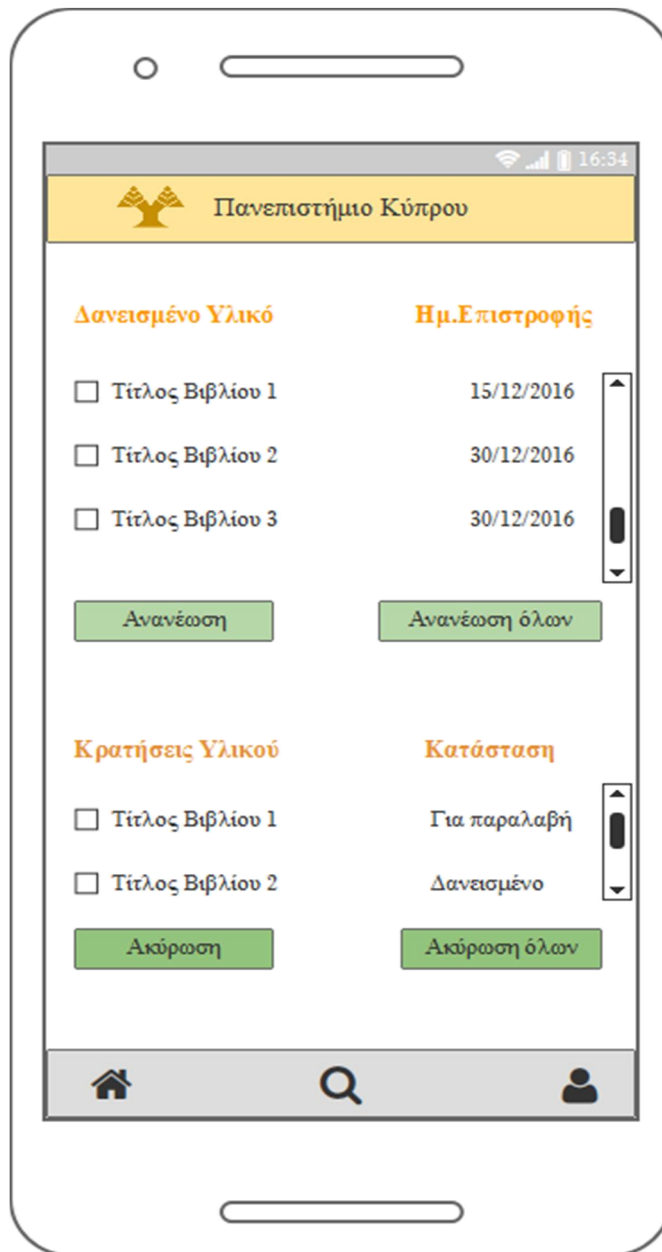 16:34
Πανεπιστήμιο Κύπρου
Δανεισμένο Υλικό Ημ.Επιστροφής
Τίτλος Βιβλίου 1 15/12/2016
Τίτλος Βιβλίου 2 30/12/2016
Τίτλος Βιβλίου 3 30/12/2016
Ανανέωση Ανανέωση όλων
Κρατήσεις Υλικού Κατάσταση
Τίτλος Βιβλίου 1 Για παραλαβή
Τίτλος Βιβλίου 2 Δανεισμένο
Ακύρωση Ακύρωση όλων